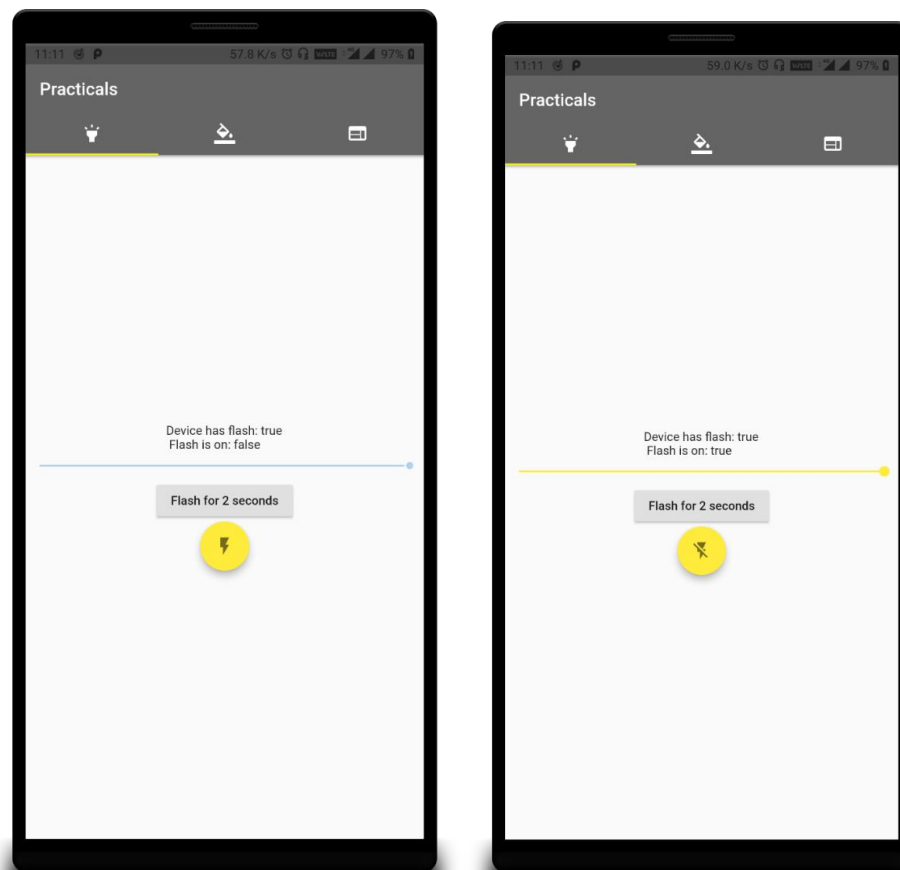 11:11 57.8 K/s 97%
Practicals
Device has flash: true
Flash is on: false
Flash for 2 seconds
11:11 59.0 K/s 97%
Practicals
Device has flash: true
Flash is on: true
Flash for 2 seconds